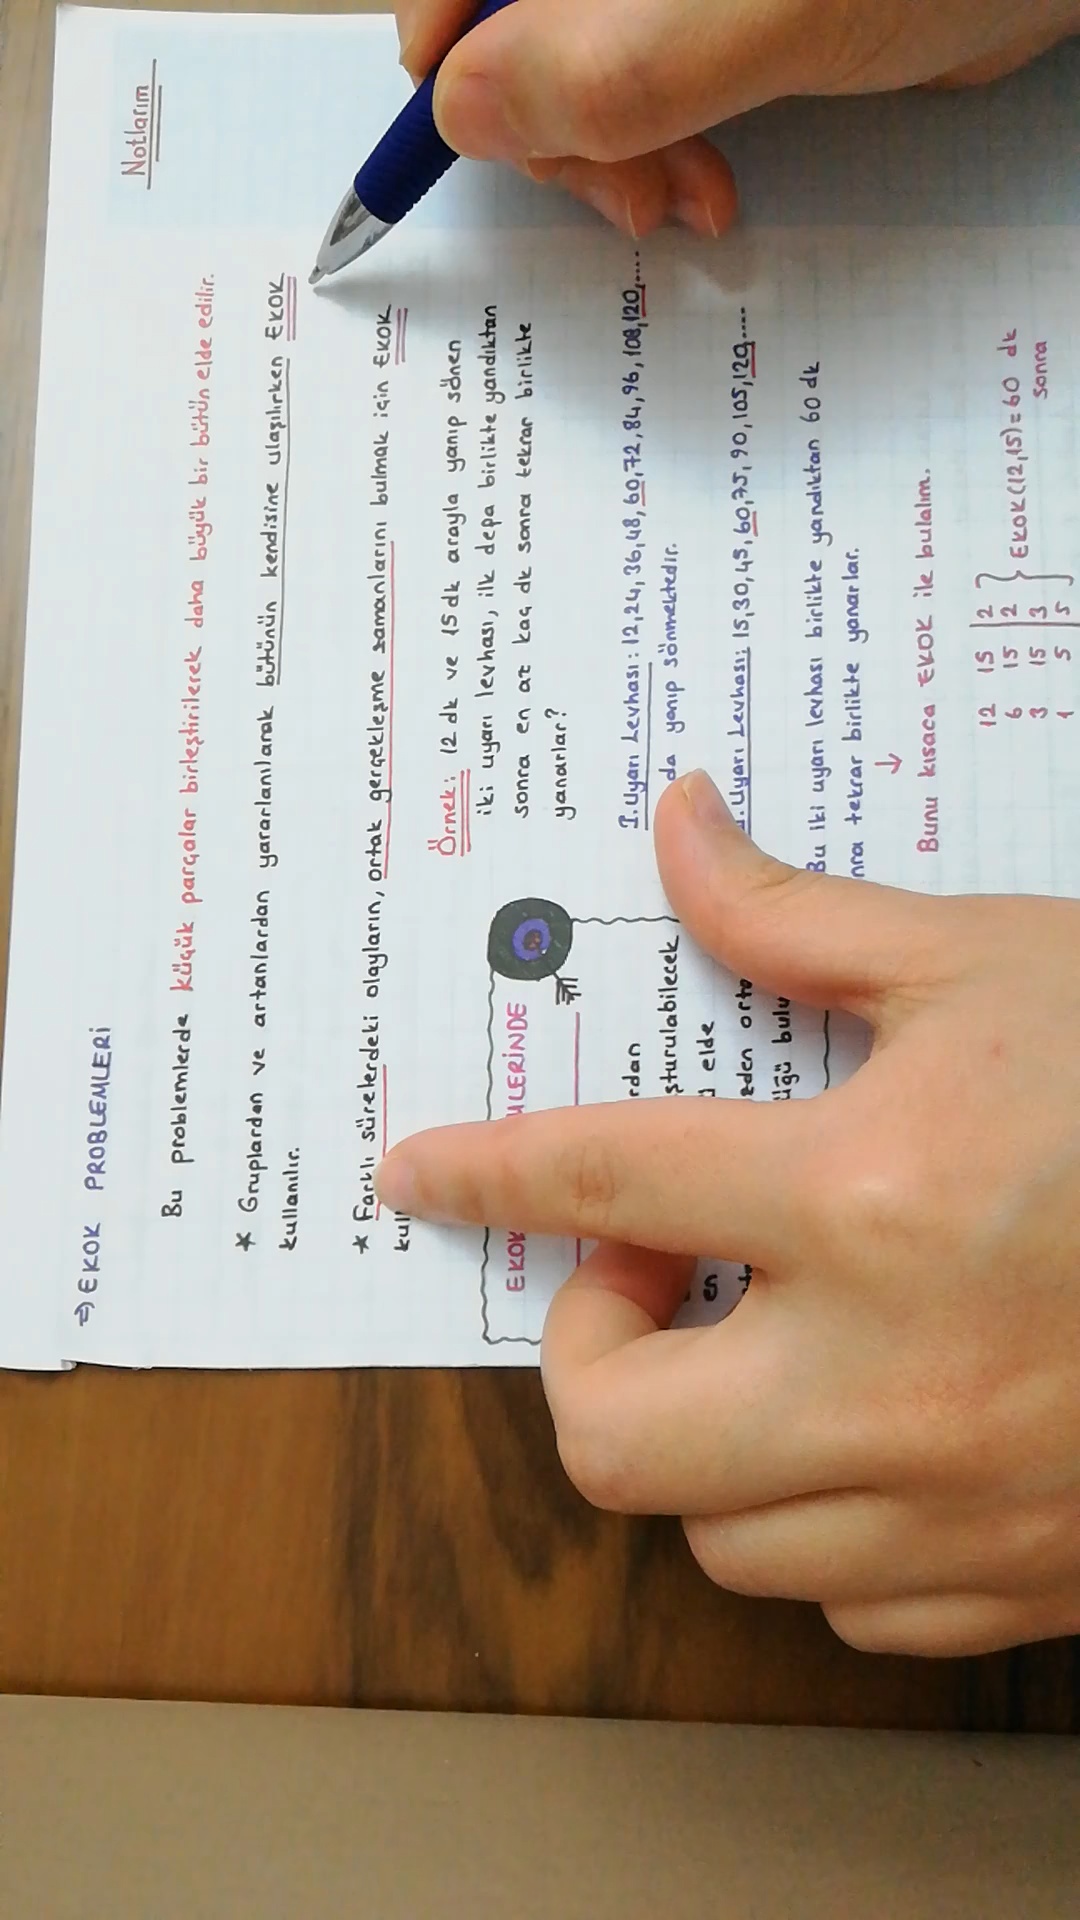 Notlarım
⇒ EKOK PROBLEMLERİ
Bu problemlerde küçük parçalar birleştirilerek daha büyük bir bütün elde edilir.
* Gruplardan ve artanlardan yararlanılarak bütünün kendisine ulaşılırken EKOK
kullanılır.
* Farklı sürelerdeki olayların, ortak gerçekleşme zamanlarını bulmak için EKOK
Örnek: 12 dk ve 15 dk arayla yanıp sönen
iki uyarı levhası, ilk defa birlikte yandıktan
sonra en az kaç dk sonra tekrar birlikte
yanarlar?
I. Uyarı Levhası: 12, 24, 36, 48, 60, 72, 84, 96, 108, 120, ....
da yanıp sönmektedir.
Uyarı Levhası: 15, 30, 45, 60, 75, 90, 105, 120, ....
Bu iki uyarı levhası birlikte yandıktan 60 dk
tekrar birlikte yanarlar.
↓
Bunu kısaca EKOK ile bulalım.
12 15 | 2
6 15 | 2
3 15 | 3
1 5 | 5
} EKOK(12,15) = 60 dk
sonra
EKOK
elde
en